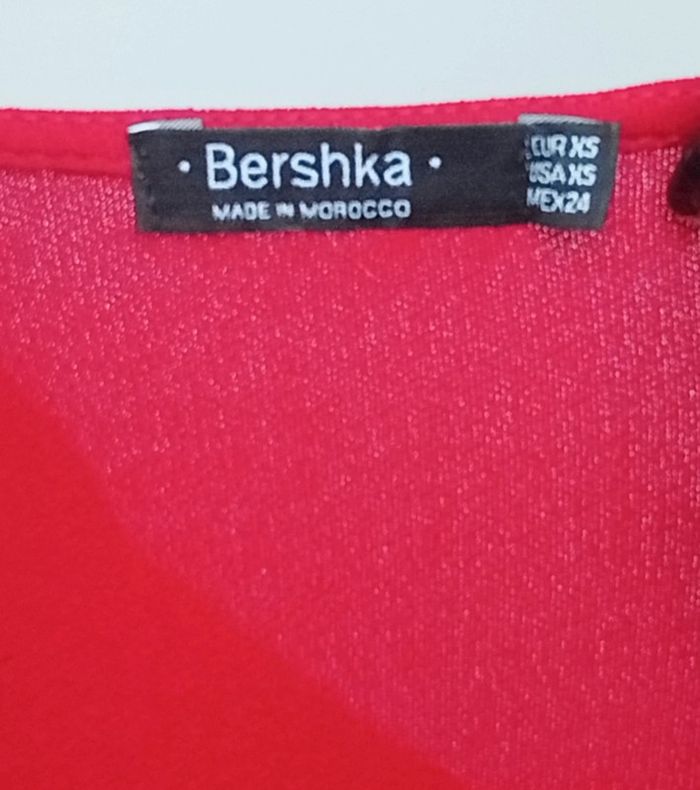 · Bershka ·
MADE IN MOROCCO
EUR XS
USA XS
MEX 24